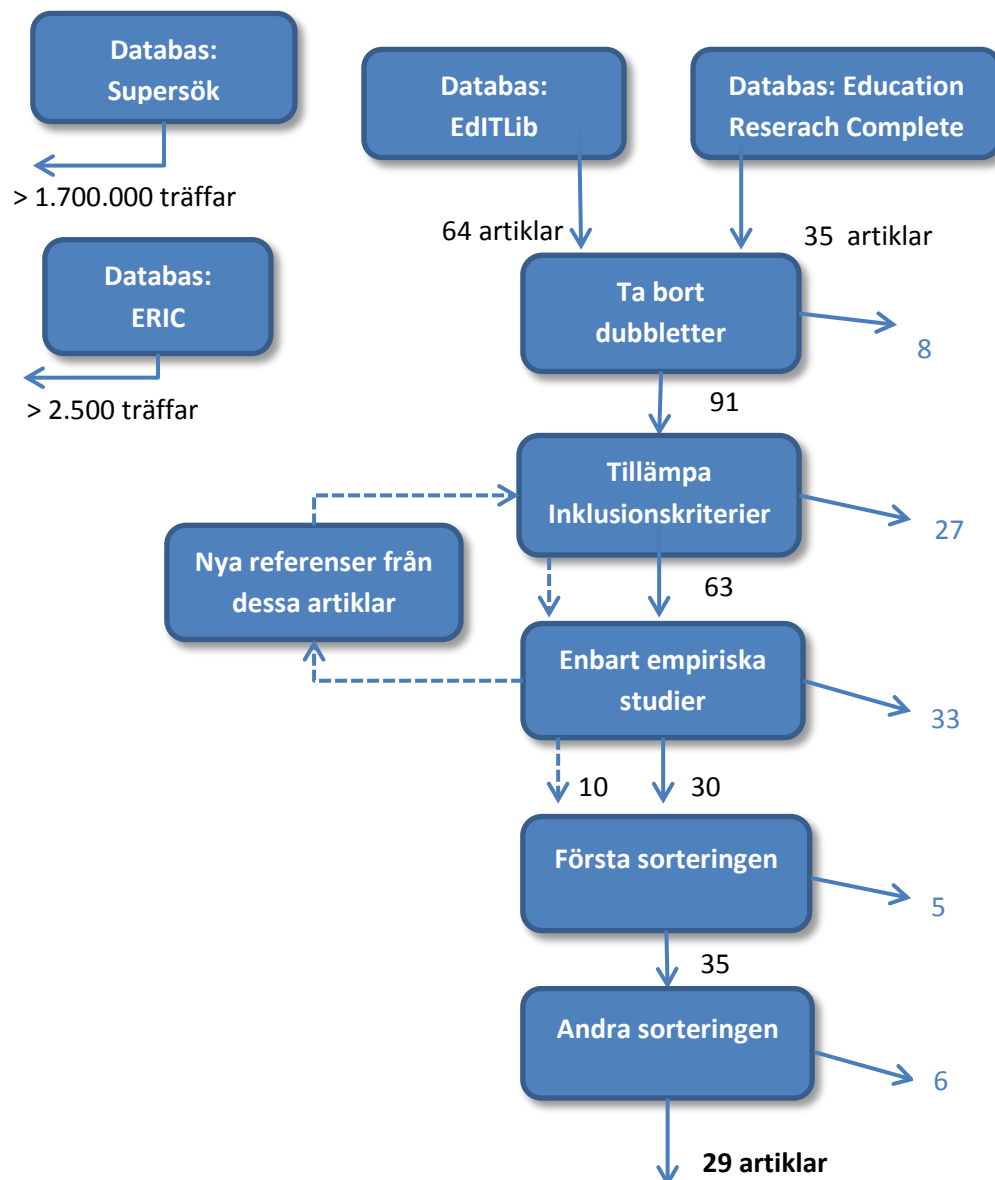 Databas:
Supersök
> 1.700.000 träffar
Databas:
ERIC
> 2.500 träffar
Databas:
EdITLib
Databas: Education
Reserach Complete
64 artiklar
35 artiklar
Ta bort
dubbletter
8
91
Tillämpa
Inklusionskriterier
27
Nya referenser från
dessa artiklar
63
Enbart empiriska
studier
33
10
30
Första sorteringen
5
35
Andra sorteringen
6
29 artiklar